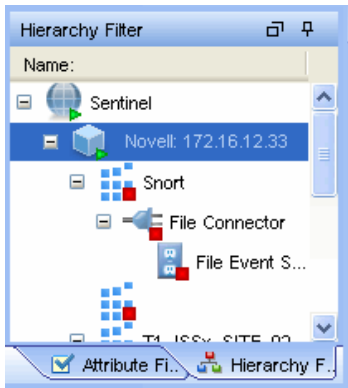 Hierarchy Filter
Name:
Sentinel
Novell: 172.16.12.33
Snort
File Connector
File Event S...
Attribute Fi..
Hierarchy F..